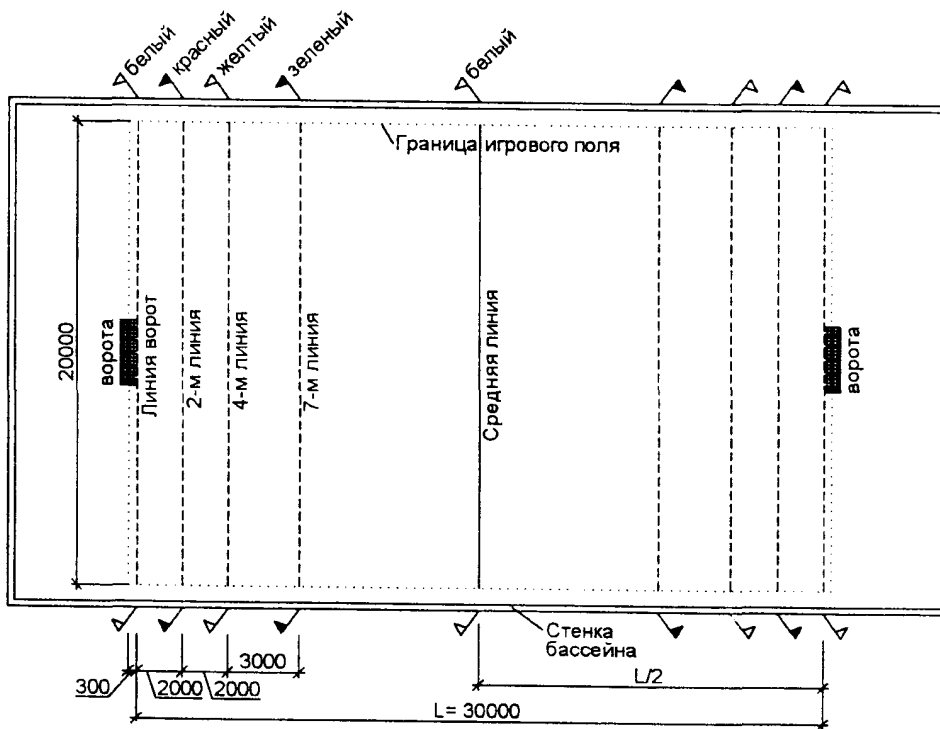 белый
красный
желтый
зеленый
белый
Граница игрового поля
20000
ворота
Линия ворот
2-м линия
4-м линия
7-м линия
Средняя линия
ворота
Стенка
бассейна
3000
300
2000
2000
L/2
L= 30000